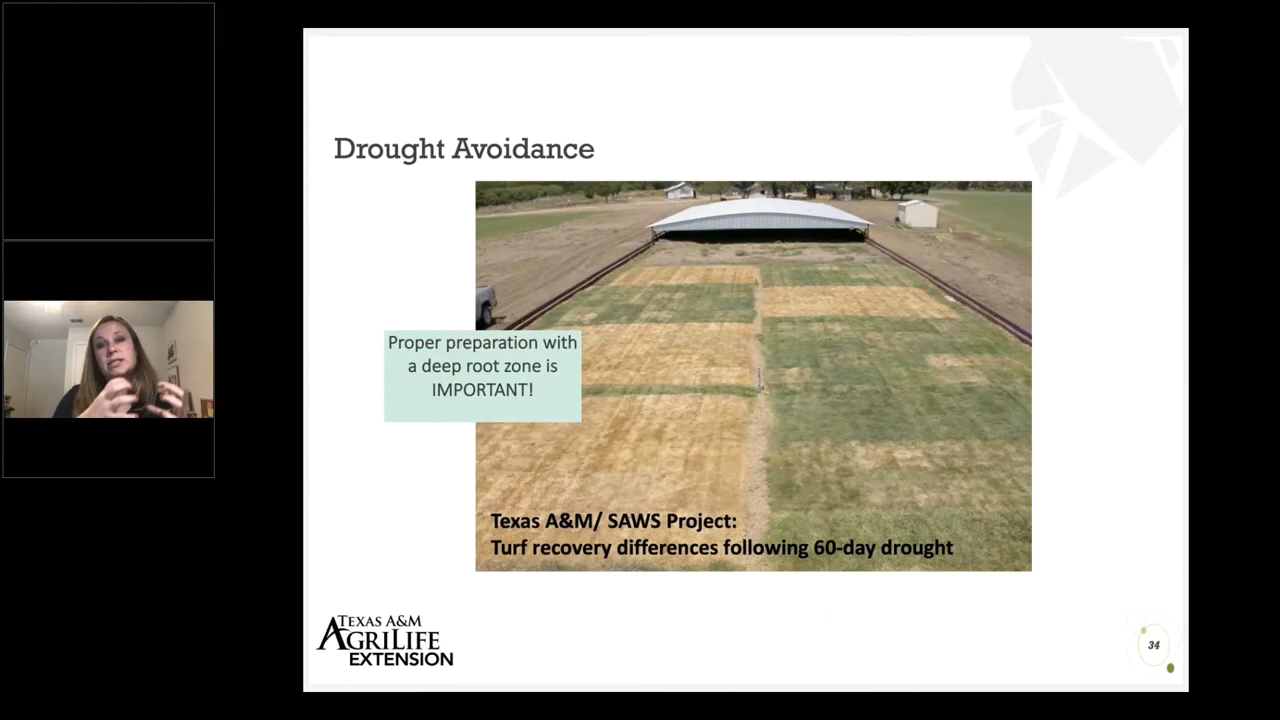 Drought Avoidance
Proper preparation with
a deep root zone is
IMPORTANT!
Texas A&M/ SAWS Project:
Turf recovery differences following 60-day drought
TEXAS A&M
AGRILIFE
EXTENSION
34